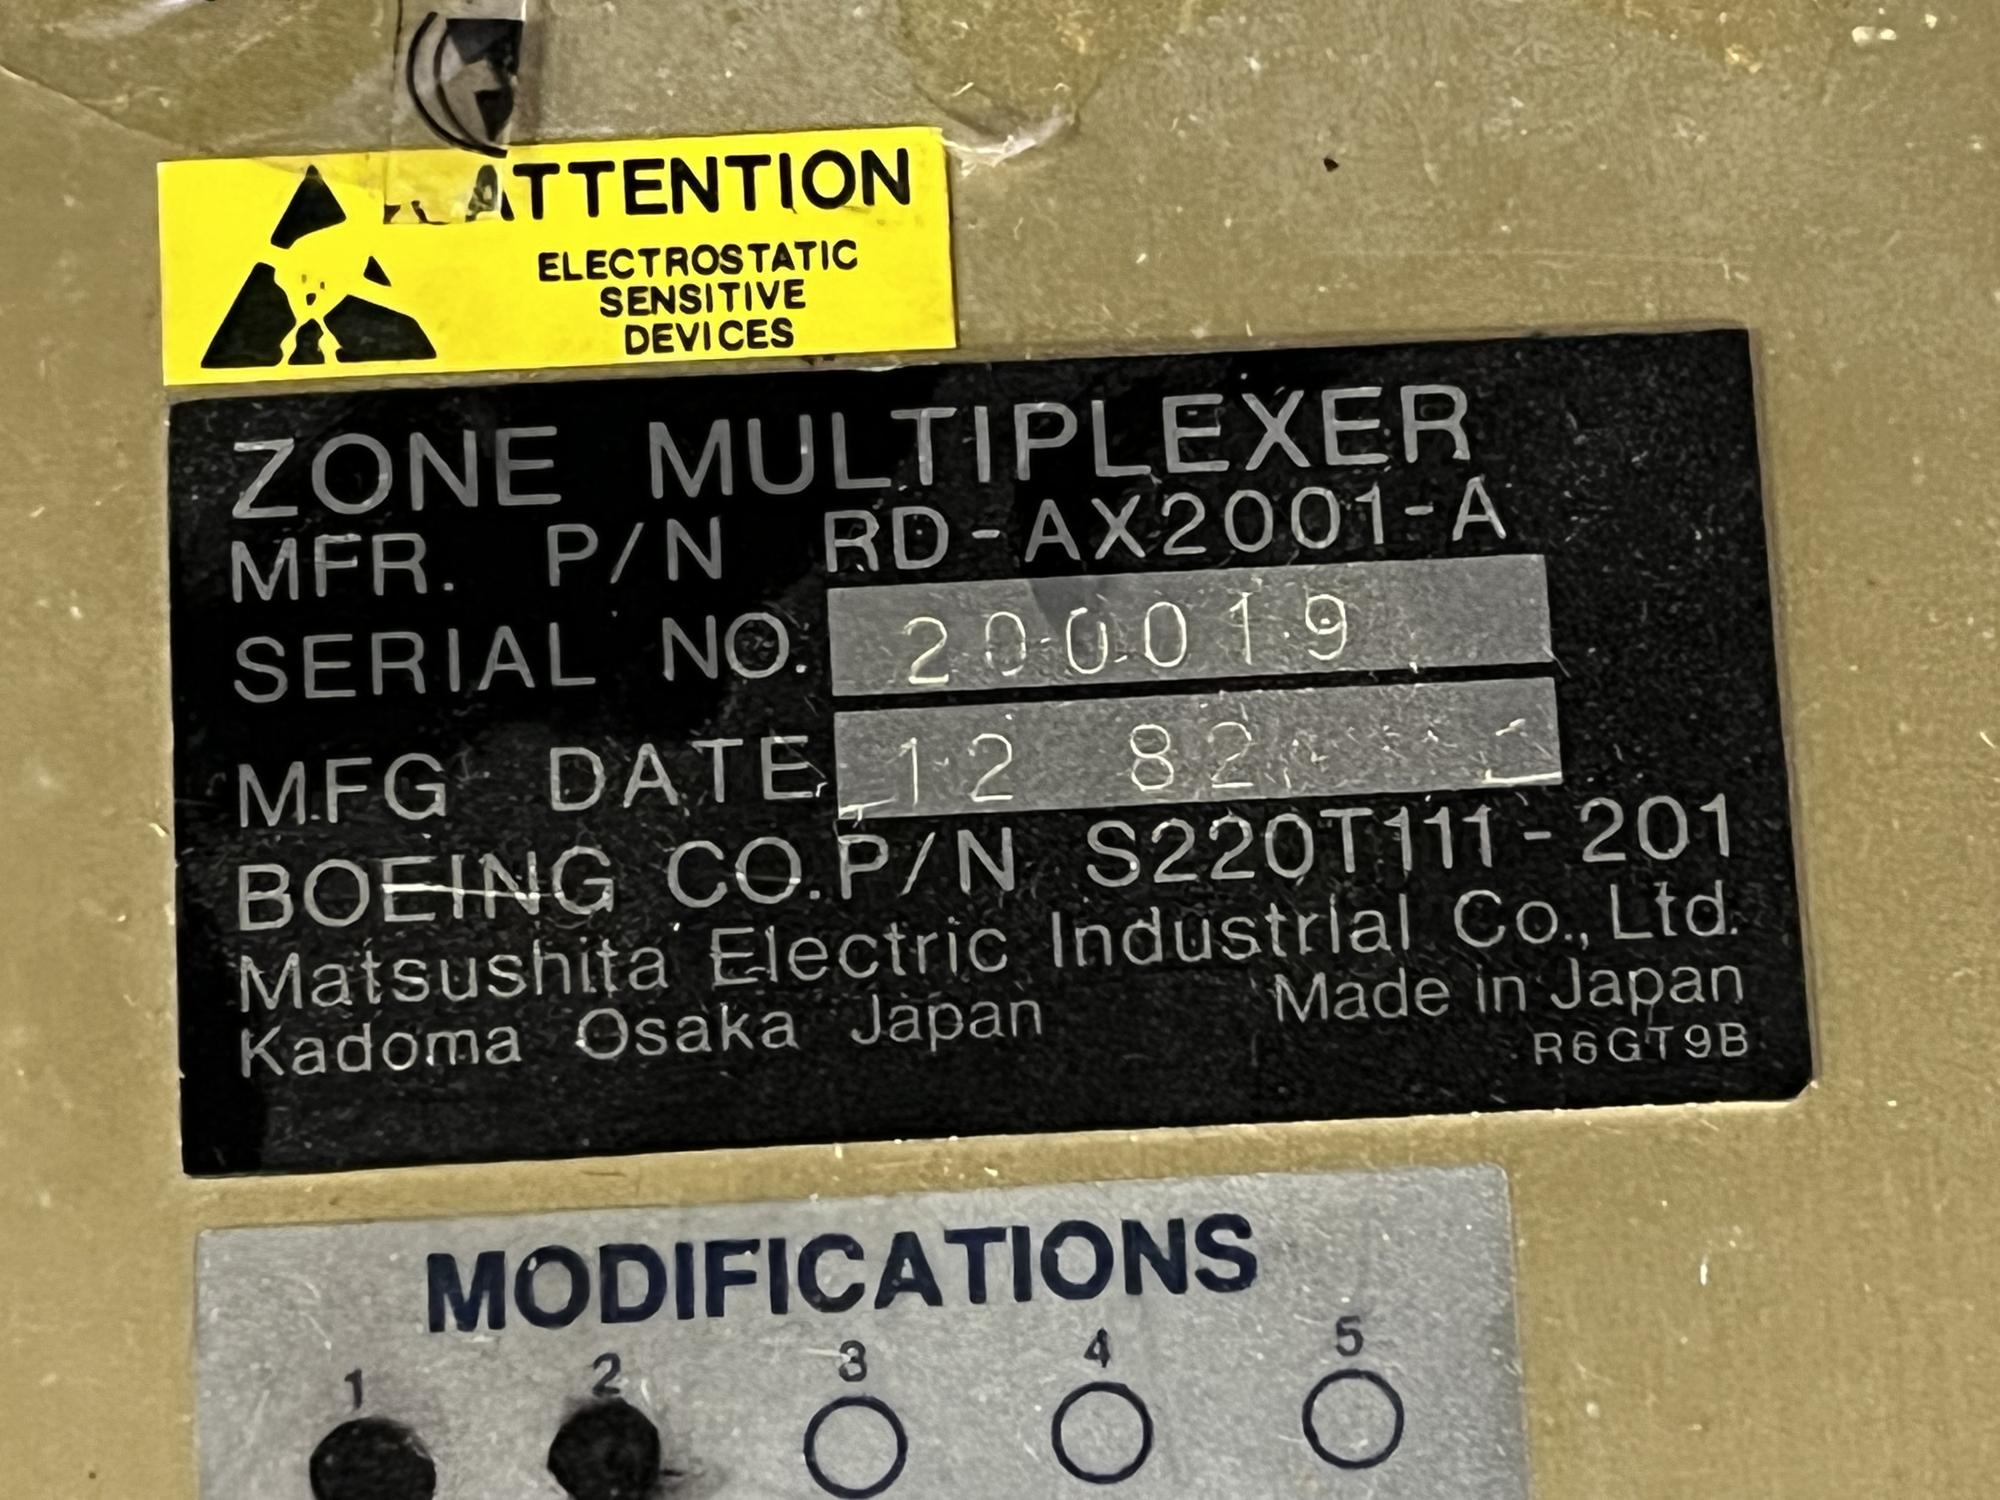 ATTENTION
ELECTROSTATIC
SENSITIVE
DEVICES
ZONE MULTIPLEXER
MFR. P/N RD-AX2001-A
SERIAL NO. 200019
MFG DATE 12 82
BOEING CO. P/N S220T111-201
Matsushita Electric Industrial Co., Ltd.
Kadoma Osaka Japan Made in Japan
R6GT9B
MODIFICATIONS
1 2 3 4 5